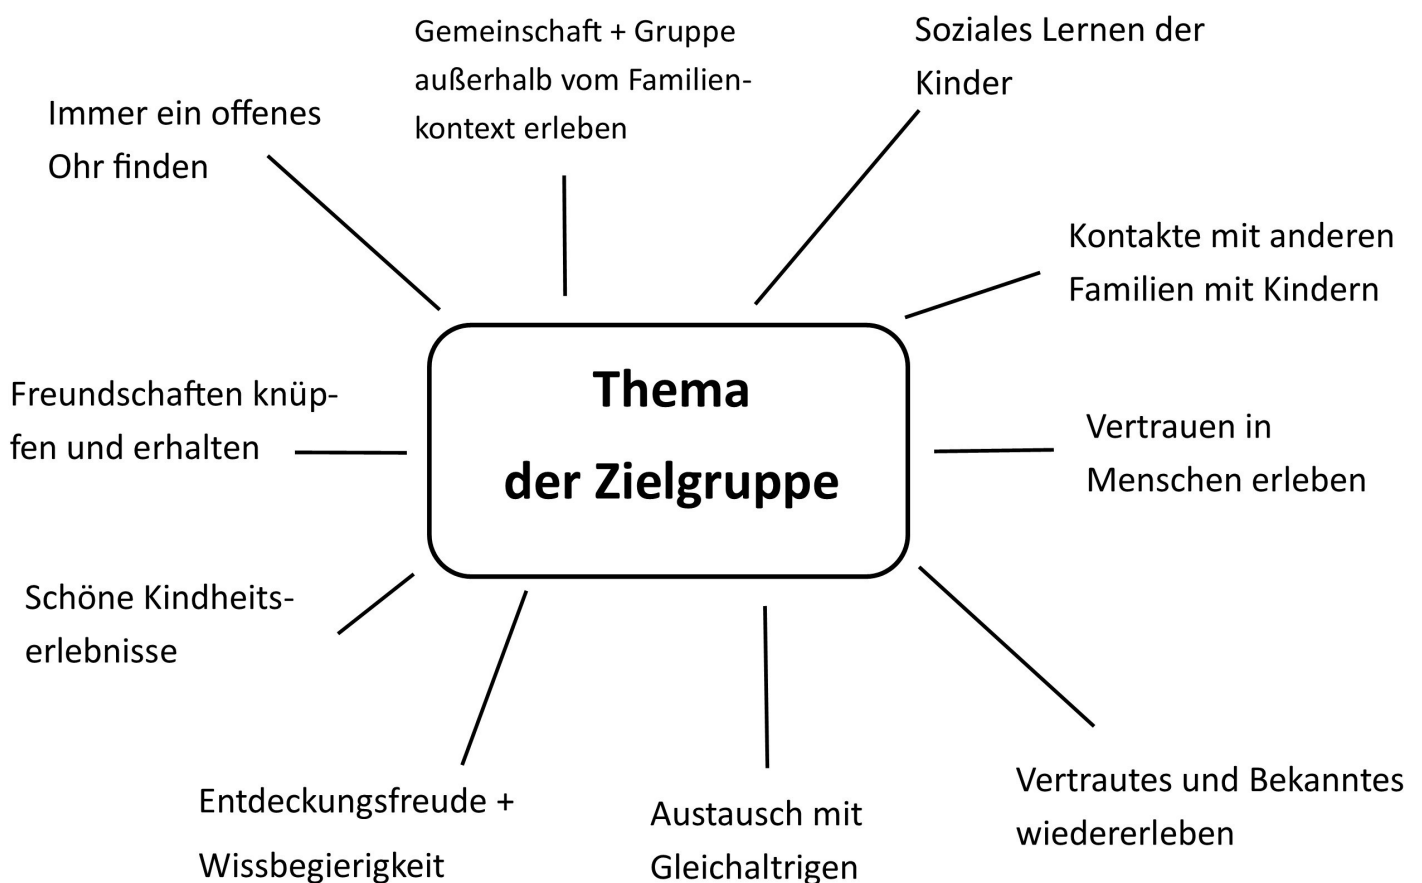 Gemeinschaft + Gruppe
außerhalb vom Familien-
kontext erleben
Soziales Lernen der
Kinder
Immer ein offenes
Ohr finden
Kontakte mit anderen
Familien mit Kindern
Thema
der Zielgruppe
Freundschaften knüp-
fen und erhalten
Vertrauen in
Menschen erleben
Schöne Kindheits-
erlebnisse
Entdeckungsfreude +
Wissbegierigkeit
Austausch mit
Gleichaltrigen
Vertrautes und Bekanntes
wiedererleben